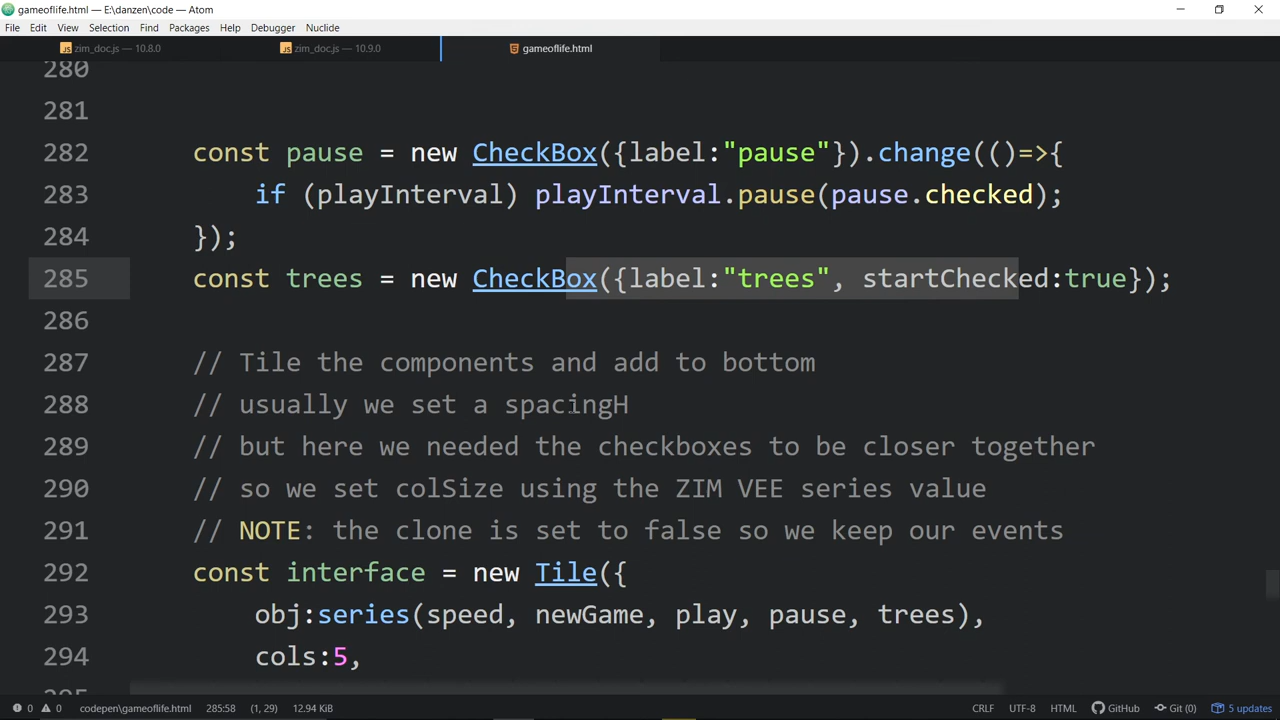 gameoflife.html — E:\danzen\code — Atom
File Edit View Selection Find Packages Help Debugger Nuclide
zim_doc.js — 10.8.0 zim_doc.js — 10.9.0 gameoflife.html
280
281
282 const pause = new CheckBox({label:"pause"}).change(()=>{
283 if (playInterval) playInterval.pause(pause.checked);
284 });
285 const trees = new CheckBox({label:"trees", startChecked:true});
286
287 // Tile the components and add to bottom
288 // usually we set a spacingH
289 // but here we needed the checkboxes to be closer together
290 // so we set colSize using the ZIM VEE series value
291 // NOTE: the clone is set to false so we keep our events
292 const interface = new Tile({
293 obj:series(speed, newGame, play, pause, trees),
294 cols:5,
295
0 0 codepen\gameoflife.html 285:58 (1, 29) 12.94 KiB CRLF UTF-8 HTML GitHub Git (0) 5 updates